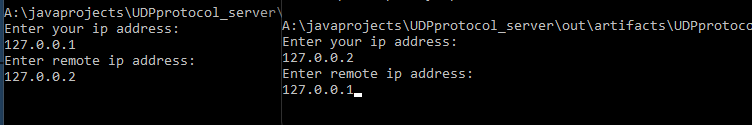 A:\javaprojects\UDPprotocol_server\
Enter your ip address:
127.0.0.1
Enter remote ip address:
127.0.0.2
A:\javaprojects\UDPprotocol_server\out\artifacts\UDPprotoco
Enter your ip address:
127.0.0.2
Enter remote ip address:
127.0.0.1